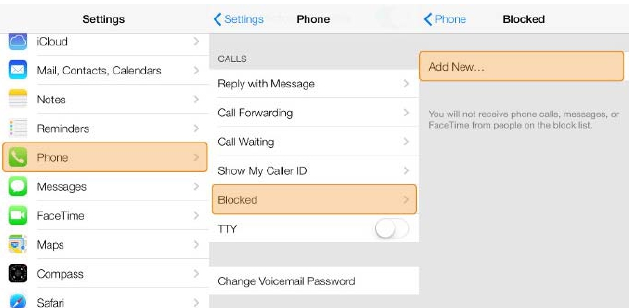 Settings
iCloud
Mail, Contacts, Calendars
Notes
Reminders
Phone
Messages
FaceTime
Maps
Compass
Safari
Settings
Phone
CALLS
Reply with Message
Call Forwarding
Call Waiting
Show My Caller ID
Blocked
TTY
Change Voicemail Password
Phone
Blocked
Add New...
You will not receive phone calls, messages, or
FaceTime from people on the block list.